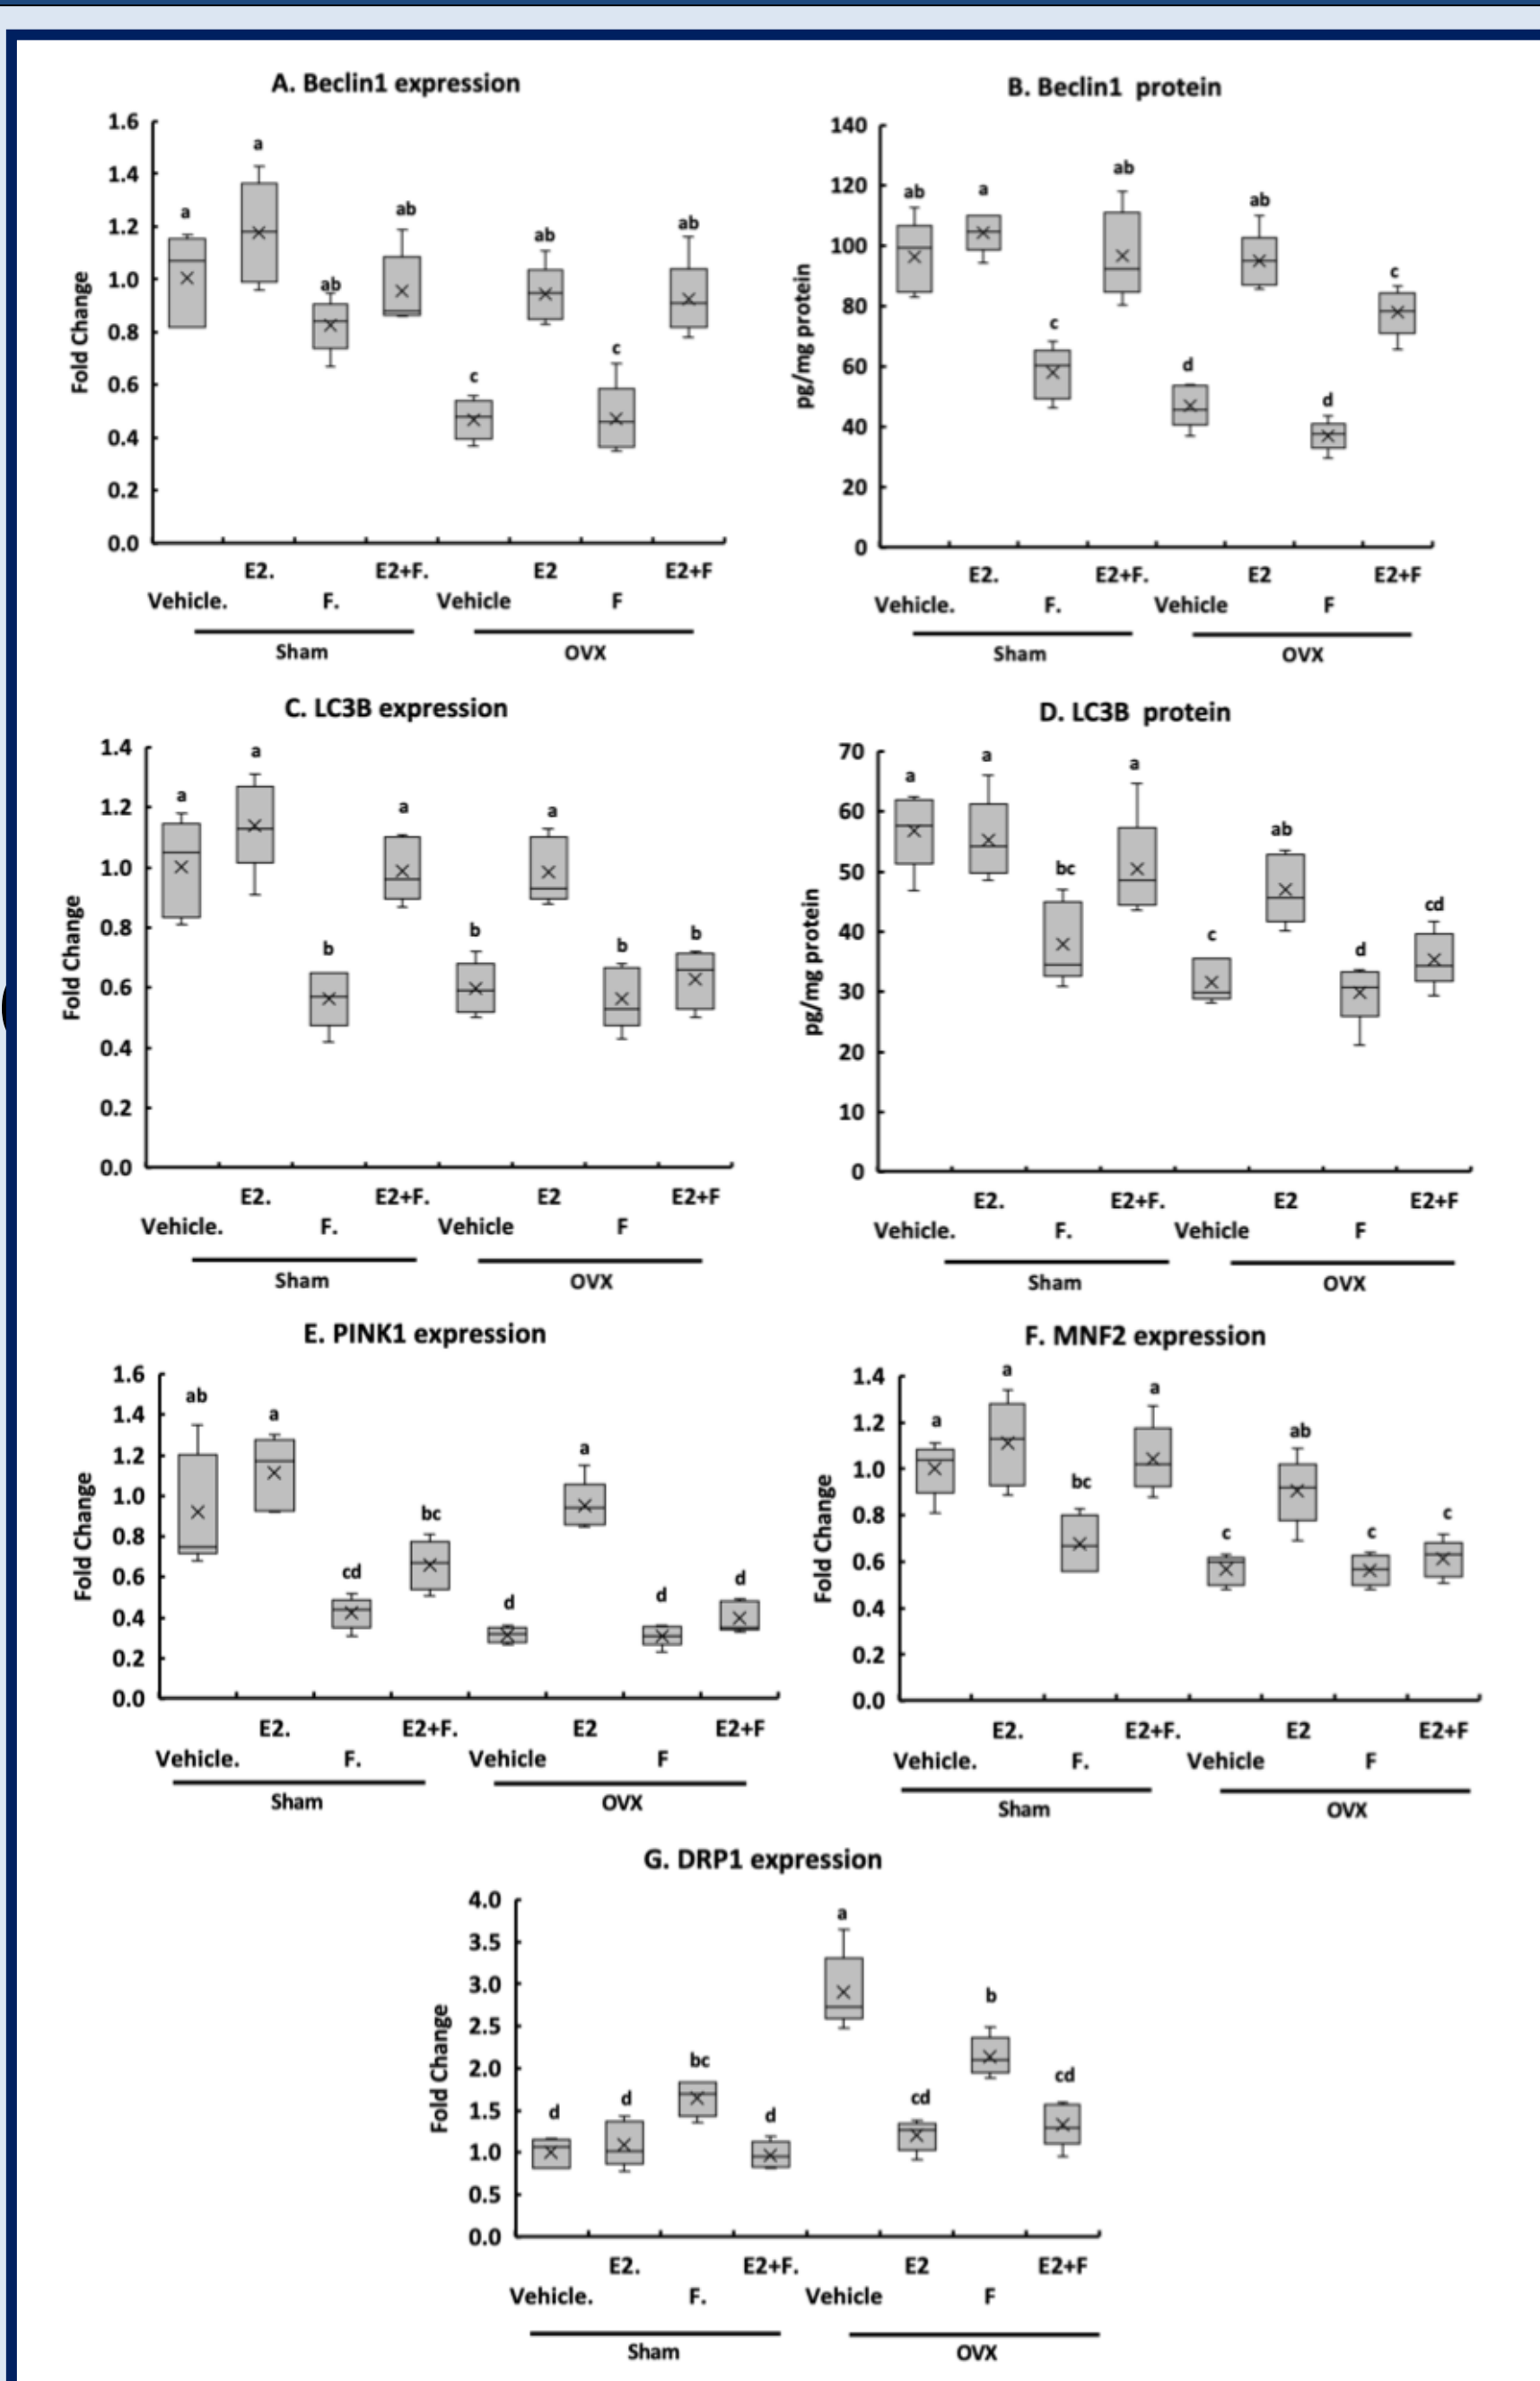 A. Beclin1 expression
1.6
1.4
1.2
1.0
0.8
0.6
0.4
0.2
0.0
Fold Change
a
a
ab
ab
c
ab
c
ab
E2. E2+F. E2 E2+F
Vehicle. F. Vehicle F
Sham OVX
B. Beclin1 protein
140
120
100
80
60
40
20
0
pg/mg protein
ab
a
c
ab
d
ab
d
c
E2. E2+F. E2 E2+F
Vehicle. F. Vehicle F
Sham OVX
C. LC3B expression
1.4
1.2
1.0
0.8
0.6
0.4
0.2
0.0
Fold Change
a
a
b
a
b
a
b
b
E2. E2+F. E2 E2+F
Vehicle. F. Vehicle F
Sham OVX
D. LC3B protein
70
60
50
40
30
20
10
0
pg/mg protein
a
a
bc
a
c
ab
d
cd
E2. E2+F. E2 E2+F
Vehicle. F. Vehicle F
Sham OVX
E. PINK1 expression
1.6
1.4
1.2
1.0
0.8
0.6
0.4
0.2
0.0
Fold Change
ab
a
cd
bc
d
a
d
d
E2. E2+F. E2 E2+F
Vehicle. F. Vehicle F
Sham OVX
F. MNF2 expression
1.4
1.2
1.0
0.8
0.6
0.4
0.2
0.0
Fold Change
a
a
bc
a
c
ab
c
c
E2. E2+F. E2 E2+F
Vehicle. F. Vehicle F
Sham OVX
G. DRP1 expression
4.0
3.5
3.0
2.5
2.0
1.5
1.0
0.5
0.0
Fold Change
d
d
bc
d
a
cd
b
cd
E2. E2+F. E2 E2+F
Vehicle. F. Vehicle F
Sham OVX